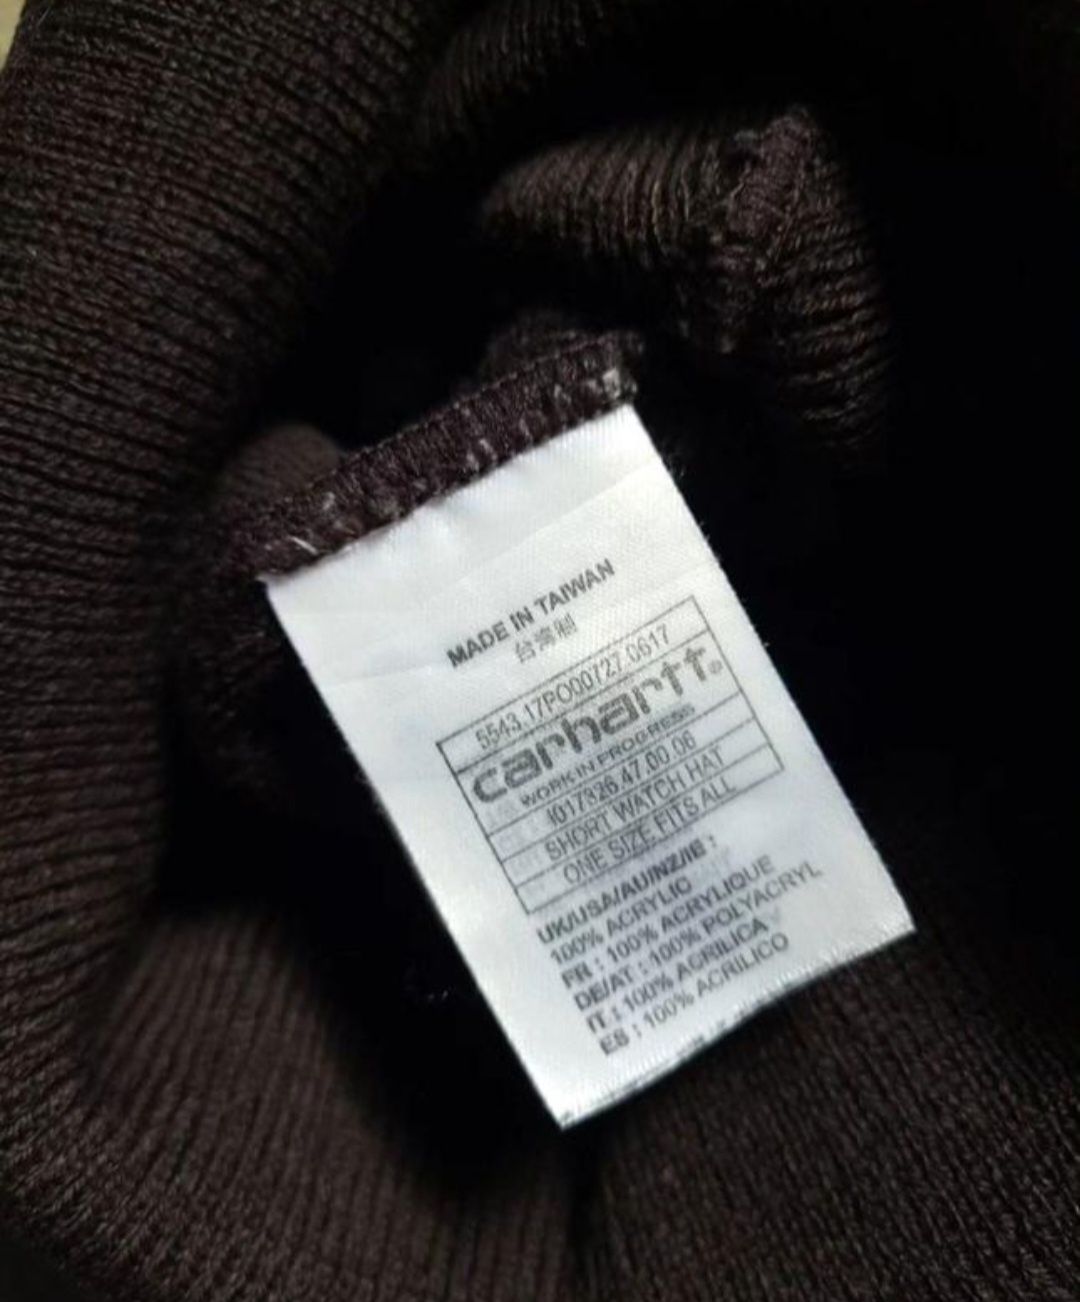 MADE IN TAIWAN
台灣製
5543.17PO00727.0617
carhartt®
WORK IN PROGRESS
I017326.47.00.06
SHORT WATCH HAT
ONE SIZE FITS ALL
UK/USA/AU/NZ/IE :
100% ACRYLIC
FR : 100% ACRYLIQUE
DE/AT : 100% POLYACRYL
IT : 100% ACRILICA
ES : 100% ACRILICO